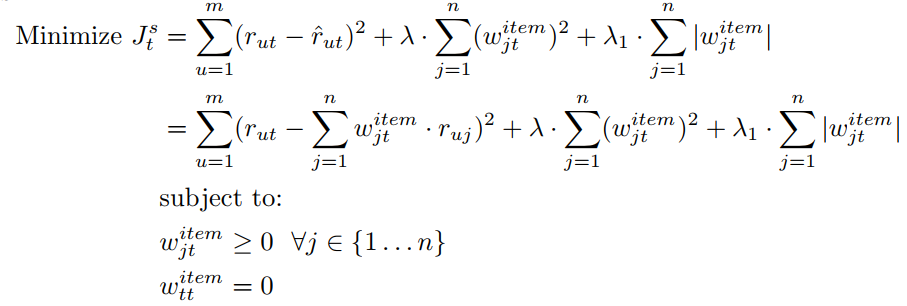 Minimize $J_t^s = \sum_{u=1}^{m} (r_{ut} - \hat{r}_{ut})^2 + \lambda \cdot \sum_{j=1}^{n} (w_{jt}^{item})^2 + \lambda_1 \cdot \sum_{j=1}^{n} |w_{jt}^{item}|$
$= \sum_{u=1}^{m} (r_{ut} - \sum_{j=1}^{n} w_{jt}^{item} \cdot r_{uj})^2 + \lambda \cdot \sum_{j=1}^{n} (w_{jt}^{item})^2 + \lambda_1 \cdot \sum_{j=1}^{n} |w_{jt}^{item}|$
subject to:
$w_{jt}^{item} \geq 0 \;\; \forall j \in \{1 \ldots n\}$
$w_{tt}^{item} = 0$